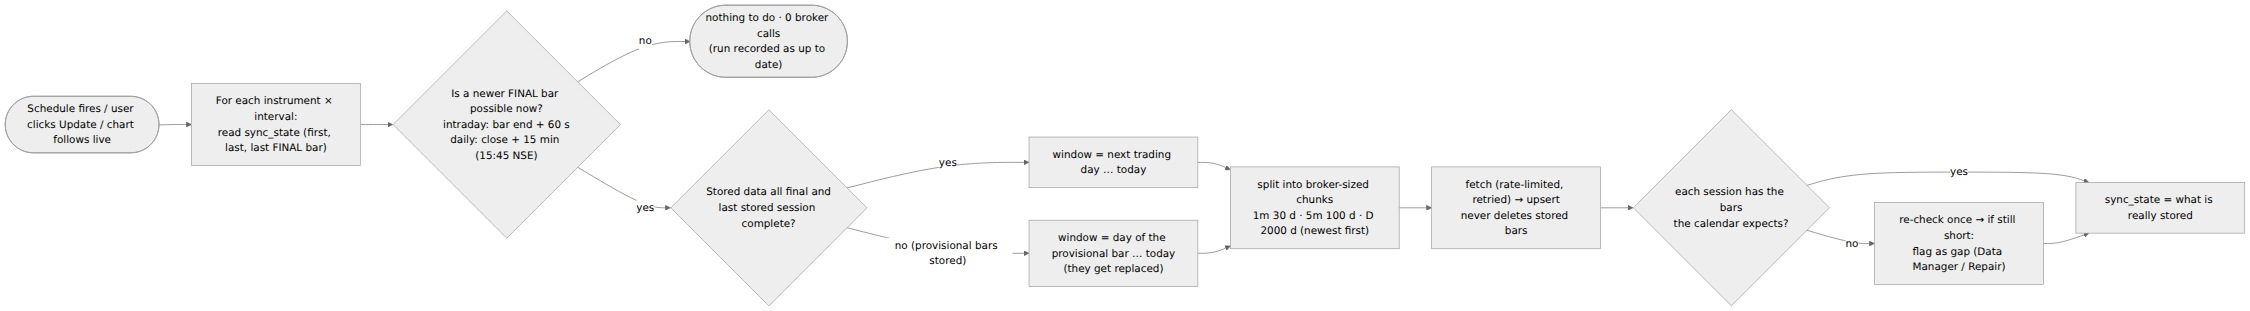 Schedule fires / user
clicks Update / chart
follows live
For each instrument ×
interval:
read sync_state (first,
last, last FINAL bar)
Is a newer FINAL bar
possible now?
intraday: bar end + 60 s
daily: close + 15 min
(15:45 NSE)
no
nothing to do · 0 broker
calls
(run recorded as up to
date)
yes
Stored data all final and
last stored session
complete?
yes
window = next trading
day ... today
no (provisional bars
stored)
window = day of the
provisional bar ... today
(they get replaced)
split into broker-sized
chunks
1m 30 d · 5m 100 d · D
2000 d (newest first)
fetch (rate-limited,
retried) → upsert
never deletes stored
bars
each session has the
bars
the calendar expects?
yes
no
re-check once → if still
short:
flag as gap (Data
Manager / Repair)
sync_state = what is
really stored